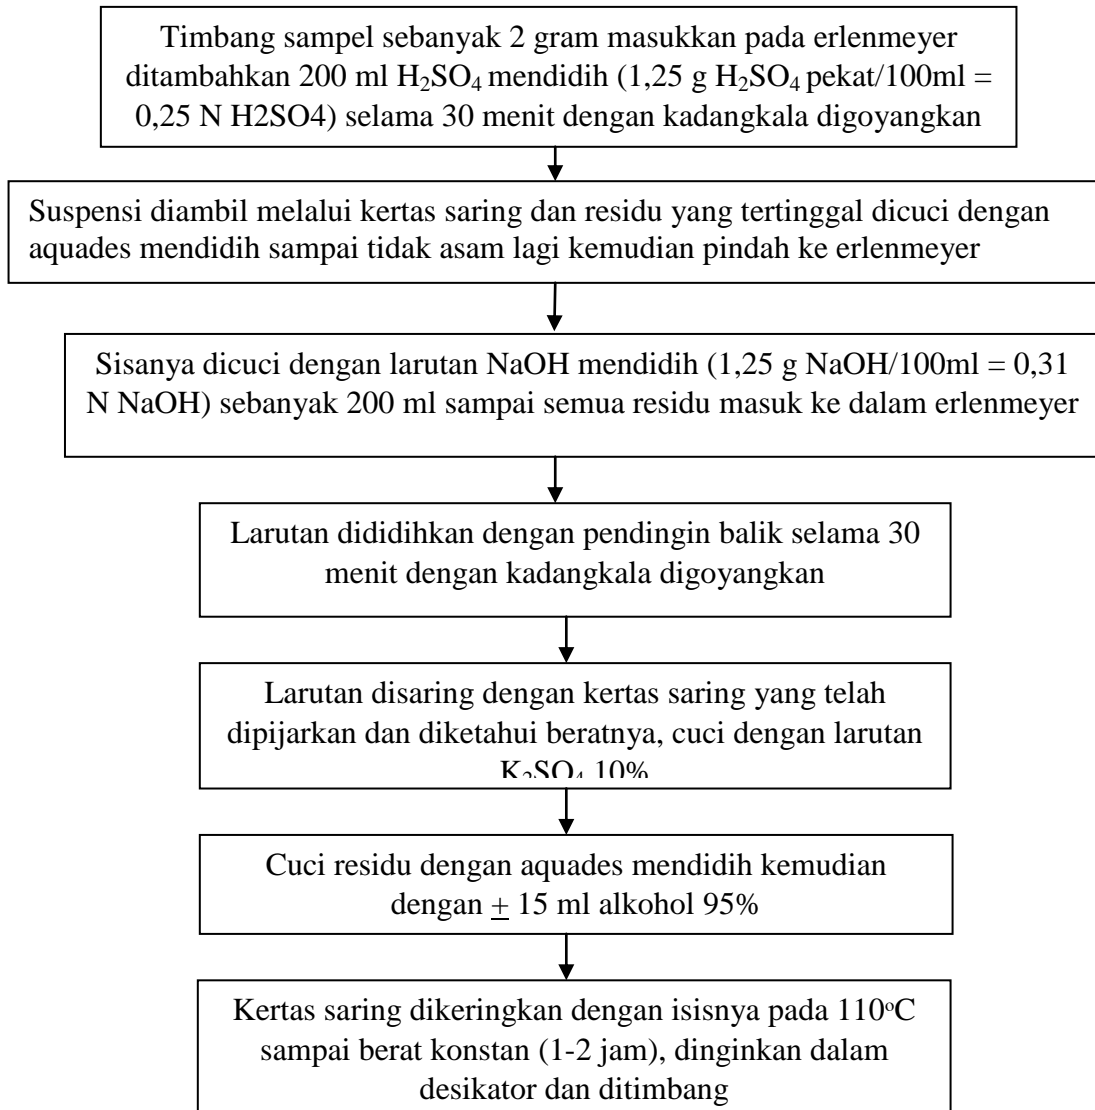 Timbang sampel sebanyak 2 gram masukkan pada erlenmeyer
ditambahkan 200 ml H₂SO₄ mendidih (1,25 g H₂SO₄ pekat/100ml =
0,25 N H2SO4) selama 30 menit dengan kadangkala digoyangkan
Suspensi diambil melalui kertas saring dan residu yang tertinggal dicuci dengan
aquades mendidih sampai tidak asam lagi kemudian pindah ke erlenmeyer
Sisanya dicuci dengan larutan NaOH mendidih (1,25 g NaOH/100ml = 0,31
N NaOH) sebanyak 200 ml sampai semua residu masuk ke dalam erlenmeyer
Larutan dididihkan dengan pendingin balik selama 30
menit dengan kadangkala digoyangkan
Larutan disaring dengan kertas saring yang telah
dipijarkan dan diketahui beratnya, cuci dengan larutan
K₂SO₄ 10%
Cuci residu dengan aquades mendidih kemudian
dengan ± 15 ml alkohol 95%
Kertas saring dikeringkan dengan isisnya pada 110°C
sampai berat konstan (1-2 jam), dinginkan dalam
desikator dan ditimbang